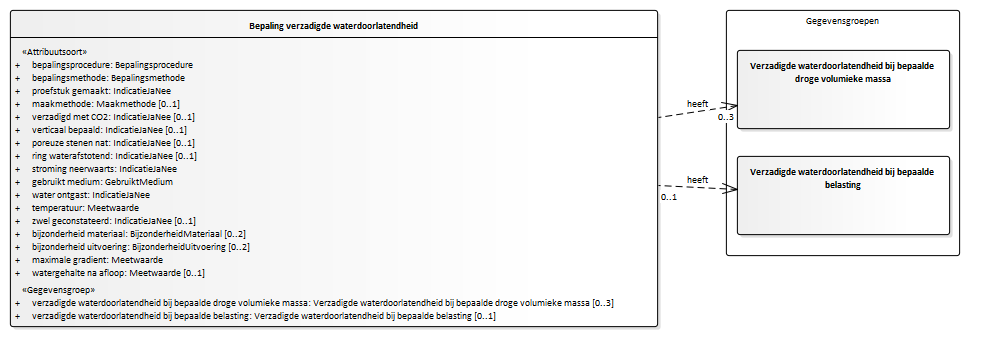 Bepaling verzadigde waterdoorlatendheid
«Attribuutsoort»
+ bepalingsprocedure: Bepalingsprocedure
+ bepalingsmethode: Bepalingsmethode
+ proefstuk gemaakt: IndicatieJaNee
+ maakmethode: Maakmethode [0..1]
+ verzadigd met CO2: IndicatieJaNee [0..1]
+ verticaal bepaald: IndicatieJaNee [0..1]
+ poreuze stenen nat: IndicatieJaNee [0..1]
+ ring waterafstotend: IndicatieJaNee [0..1]
+ stroming neerwaarts: IndicatieJaNee
+ gebruikt medium: GebruiktMedium
+ water ontgast: IndicatieJaNee
+ temperatuur: Meetwaarde
+ zwel geconstateerd: IndicatieJaNee [0..1]
+ bijzonderheid materiaal: BijzonderheidMateriaal [0..2]
+ bijzonderheid uitvoering: BijzonderheidUitvoering [0..2]
+ maximale gradient: Meetwaarde
+ watergehalte na afloop: Meetwaarde [0..1]
«Gegevensgroep»
+ verzadigde waterdoorlatendheid bij bepaalde droge volumieke massa: Verzadigde waterdoorlatendheid bij bepaalde droge volumieke massa [0..3]
+ verzadigde waterdoorlatendheid bij bepaalde belasting: Verzadigde waterdoorlatendheid bij bepaalde belasting [0..1]
heeft
0..3
heeft
0..1
Gegevensgroepen
Verzadigde waterdoorlatendheid bij bepaalde
droge volumieke massa
Verzadigde waterdoorlatendheid bij bepaalde
belasting